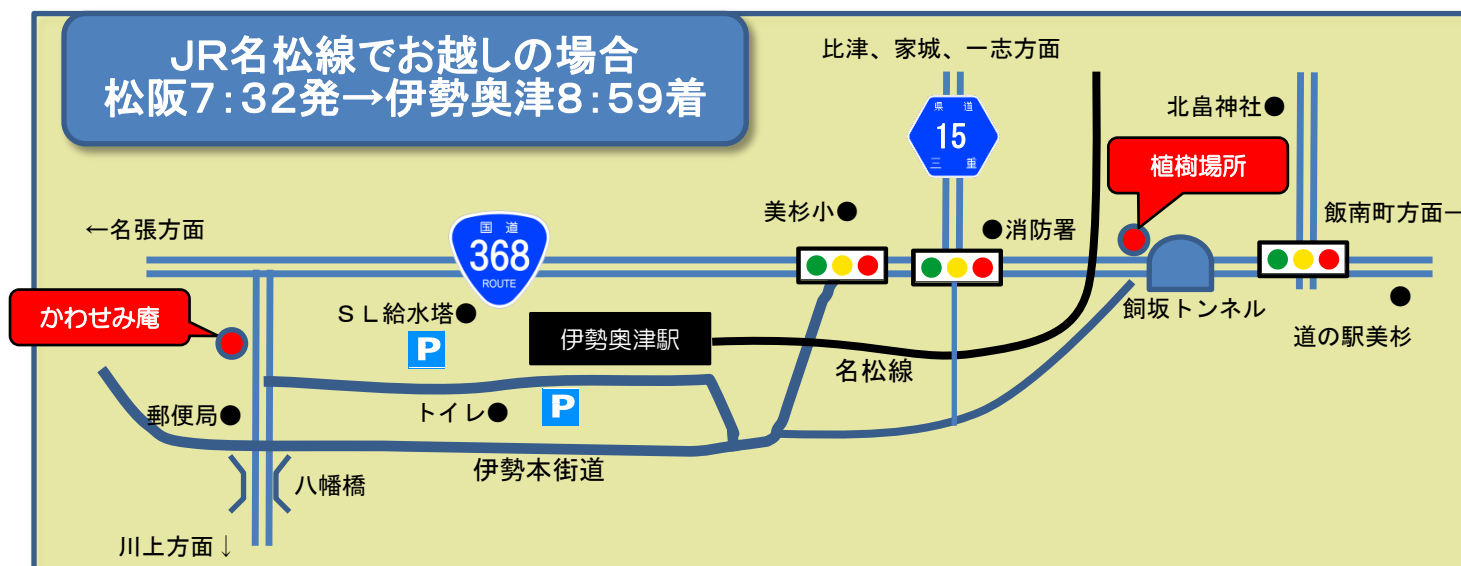 JR名松線でお越しの場合
松阪7:32発→伊勢奥津8:59着
比津、家城、一志方面
県道
15
三重
北畠神社●
植樹場所
美杉小●
●消防署
飯南町方面
←名張方面
国道
368
ROUTE
かわせみ庵
SL給水塔●
P
伊勢奥津駅
名松線
飼坂トンネル
道の駅美杉
郵便局●
トイレ●
P
伊勢本街道
八幡橋
川上方面↓